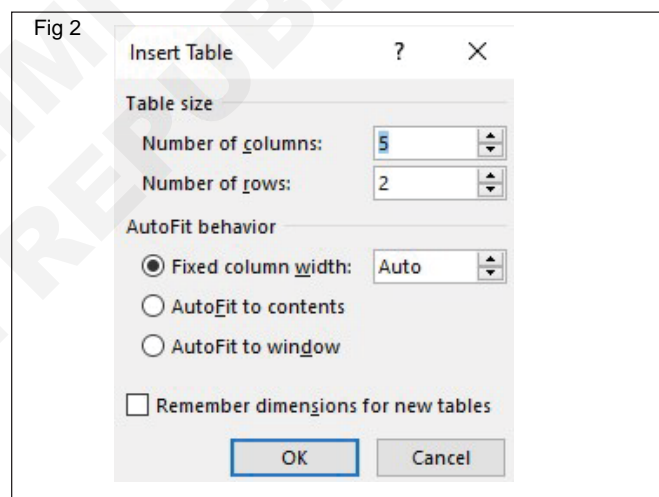 Fig 2
Insert Table ? ×
Table size
Number of columns: 5
Number of rows: 2
AutoFit behavior
Fixed column width: Auto
AutoFit to contents
AutoFit to window
Remember dimensions for new tables
OK Cancel